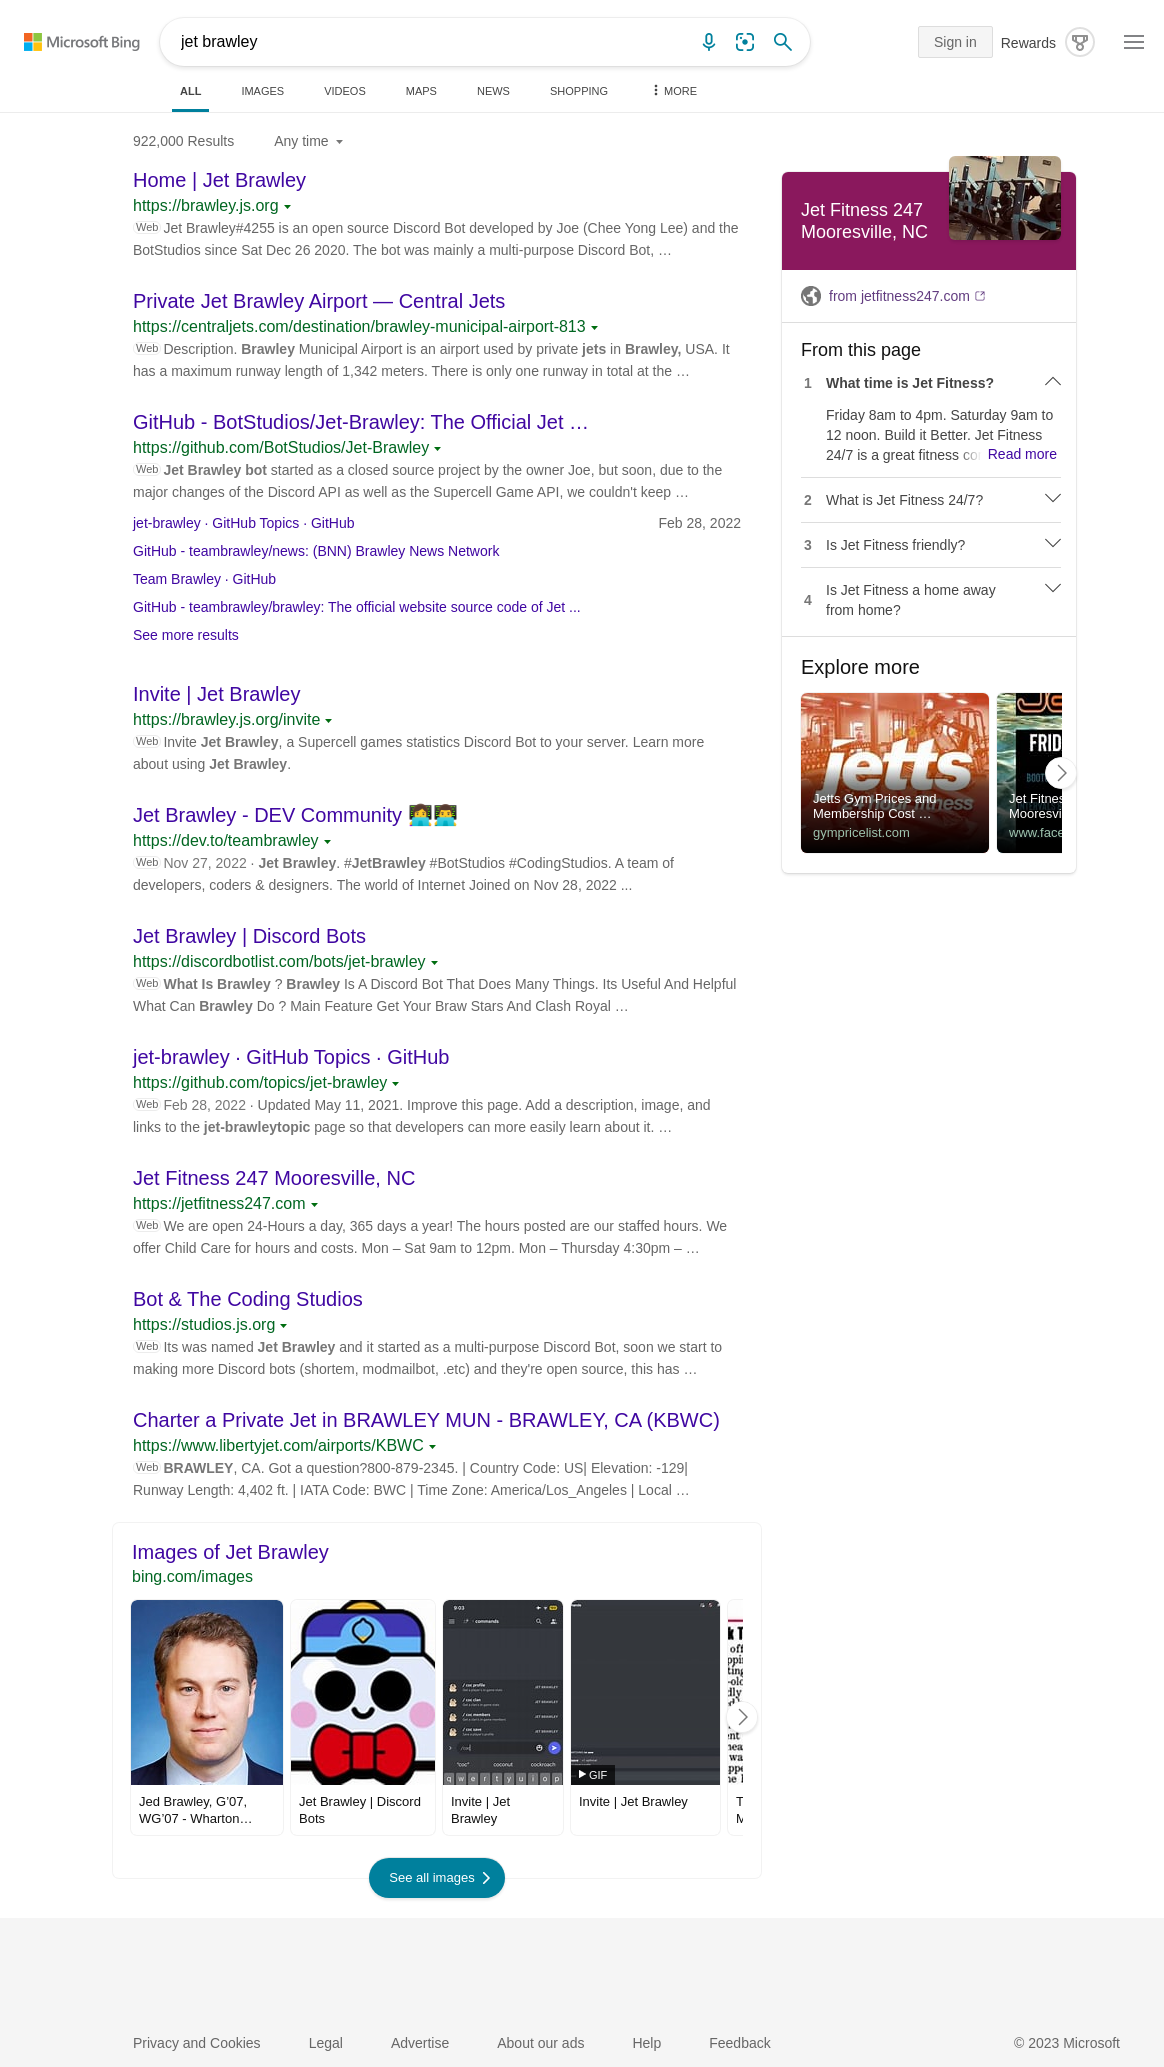 Microsoft Bing
jet brawley
Sign in
Rewards
ALL
IMAGES
VIDEOS
MAPS
NEWS
SHOPPING
MORE
922,000 Results
Any time
Home | Jet Brawley
https://brawley.js.org
Web Jet Brawley#4255 is an open source Discord Bot developed by Joe (Chee Yong Lee) and the
BotStudios since Sat Dec 26 2020. The bot was mainly a multi-purpose Discord Bot, …
Private Jet Brawley Airport — Central Jets
https://centraljets.com/destination/brawley-municipal-airport-813
Web Description. Brawley Municipal Airport is an airport used by private jets in Brawley, USA. It
has a maximum runway length of 1,342 meters. There is only one runway in total at the …
GitHub - BotStudios/Jet-Brawley: The Official Jet …
https://github.com/BotStudios/Jet-Brawley
Web Jet Brawley bot started as a closed source project by the owner Joe, but soon, due to the
major changes of the Discord API as well as the Supercell Game API, we couldn't keep …
jet-brawley · GitHub Topics · GitHub
Feb 28, 2022
GitHub - teambrawley/news: (BNN) Brawley News Network
Team Brawley · GitHub
GitHub - teambrawley/brawley: The official website source code of Jet ...
See more results
Invite | Jet Brawley
https://brawley.js.org/invite
Web Invite Jet Brawley, a Supercell games statistics Discord Bot to your server. Learn more
about using Jet Brawley.
Jet Brawley - DEV Community 👩‍💻👨‍💻
https://dev.to/teambrawley
Web Nov 27, 2022 · Jet Brawley. #JetBrawley #BotStudios #CodingStudios. A team of
developers, coders & designers. The world of Internet Joined on Nov 28, 2022 ...
Jet Brawley | Discord Bots
https://discordbotlist.com/bots/jet-brawley
Web What Is Brawley ? Brawley Is A Discord Bot That Does Many Things. Its Useful And Helpful
What Can Brawley Do ? Main Feature Get Your Braw Stars And Clash Royal …
jet-brawley · GitHub Topics · GitHub
https://github.com/topics/jet-brawley
Web Feb 28, 2022 · Updated May 11, 2021. Improve this page. Add a description, image, and
links to the jet-brawleytopic page so that developers can more easily learn about it. …
Jet Fitness 247 Mooresville, NC
https://jetfitness247.com
Web We are open 24-Hours a day, 365 days a year! The hours posted are our staffed hours. We
offer Child Care for hours and costs. Mon – Sat 9am to 12pm. Mon – Thursday 4:30pm – …
Bot & The Coding Studios
https://studios.js.org
Web Its was named Jet Brawley and it started as a multi-purpose Discord Bot, soon we start to
making more Discord bots (shortem, modmailbot, .etc) and they're open source, this has …
Charter a Private Jet in BRAWLEY MUN - BRAWLEY, CA (KBWC)
https://www.libertyjet.com/airports/KBWC
Web BRAWLEY, CA. Got a question?800-879-2345. | Country Code: US| Elevation: -129|
Runway Length: 4,402 ft. | IATA Code: BWC | Time Zone: America/Los_Angeles | Local …
Images of Jet Brawley
bing.com/images
9:03
commands
/ coc profile
/ coc clan
/ coc members
/ coc save
JET BRAWLEY
JET BRAWLEY
JET BRAWLEY
JET BRAWLEY
"coc"
coconut
cockroach
q w e r t y u i o p
GIF
Jed Brawley, G'07,
WG'07 - Wharton…
Jet Brawley | Discord
Bots
Invite | Jet
Brawley
Invite | Jet Brawley
See all images
Jet Fitness 247
Mooresville, NC
from jetfitness247.com
From this page
1 What time is Jet Fitness?
Friday 8am to 4pm. Saturday 9am to
12 noon. Build it Better. Jet Fitness
24/7 is a great fitness co Read more
2 What is Jet Fitness 24/7?
3 Is Jet Fitness friendly?
4 Is Jet Fitness a home away
from home?
Explore more
jetts
24 hour fitness
Jetts Gym Prices and
Membership Cost …
gympricelist.com
FRID
BOOT
Jet Fitnes
Mooresvi
www.face
Privacy and Cookies
Legal
Advertise
About our ads
Help
Feedback
© 2023 Microsoft